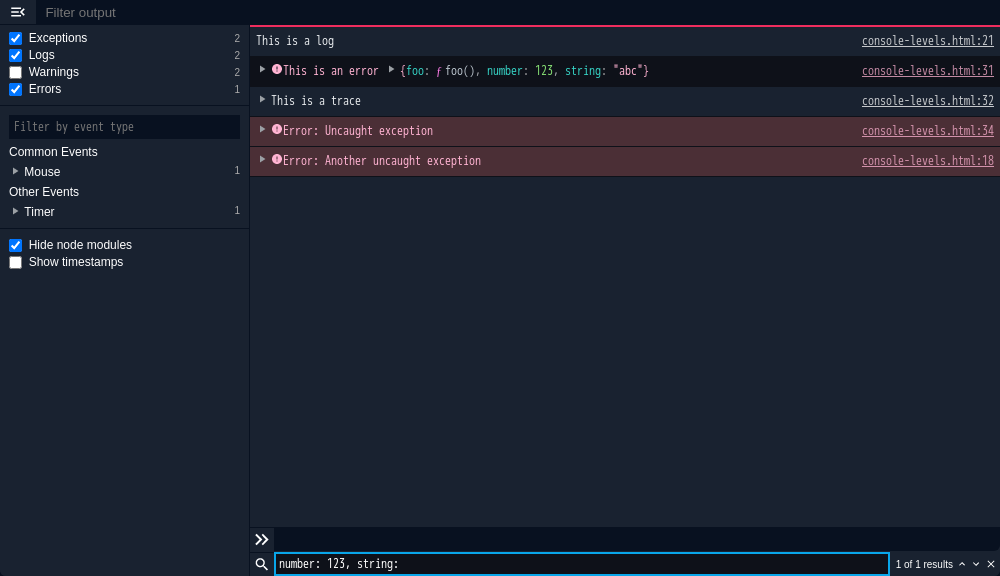 Filter output
Exceptions 2
Logs 2
Warnings 2
Errors 1
Filter by event type
Common Events
Mouse 1
Other Events
Timer 1
Hide node modules
Show timestamps
This is a log console-levels.html:21
This is an error {foo: ƒ foo(), number: 123, string: "abc"} console-levels.html:31
This is a trace console-levels.html:32
Error: Uncaught exception console-levels.html:34
Error: Another uncaught exception console-levels.html:18
number: 123, string: 1 of 1 results